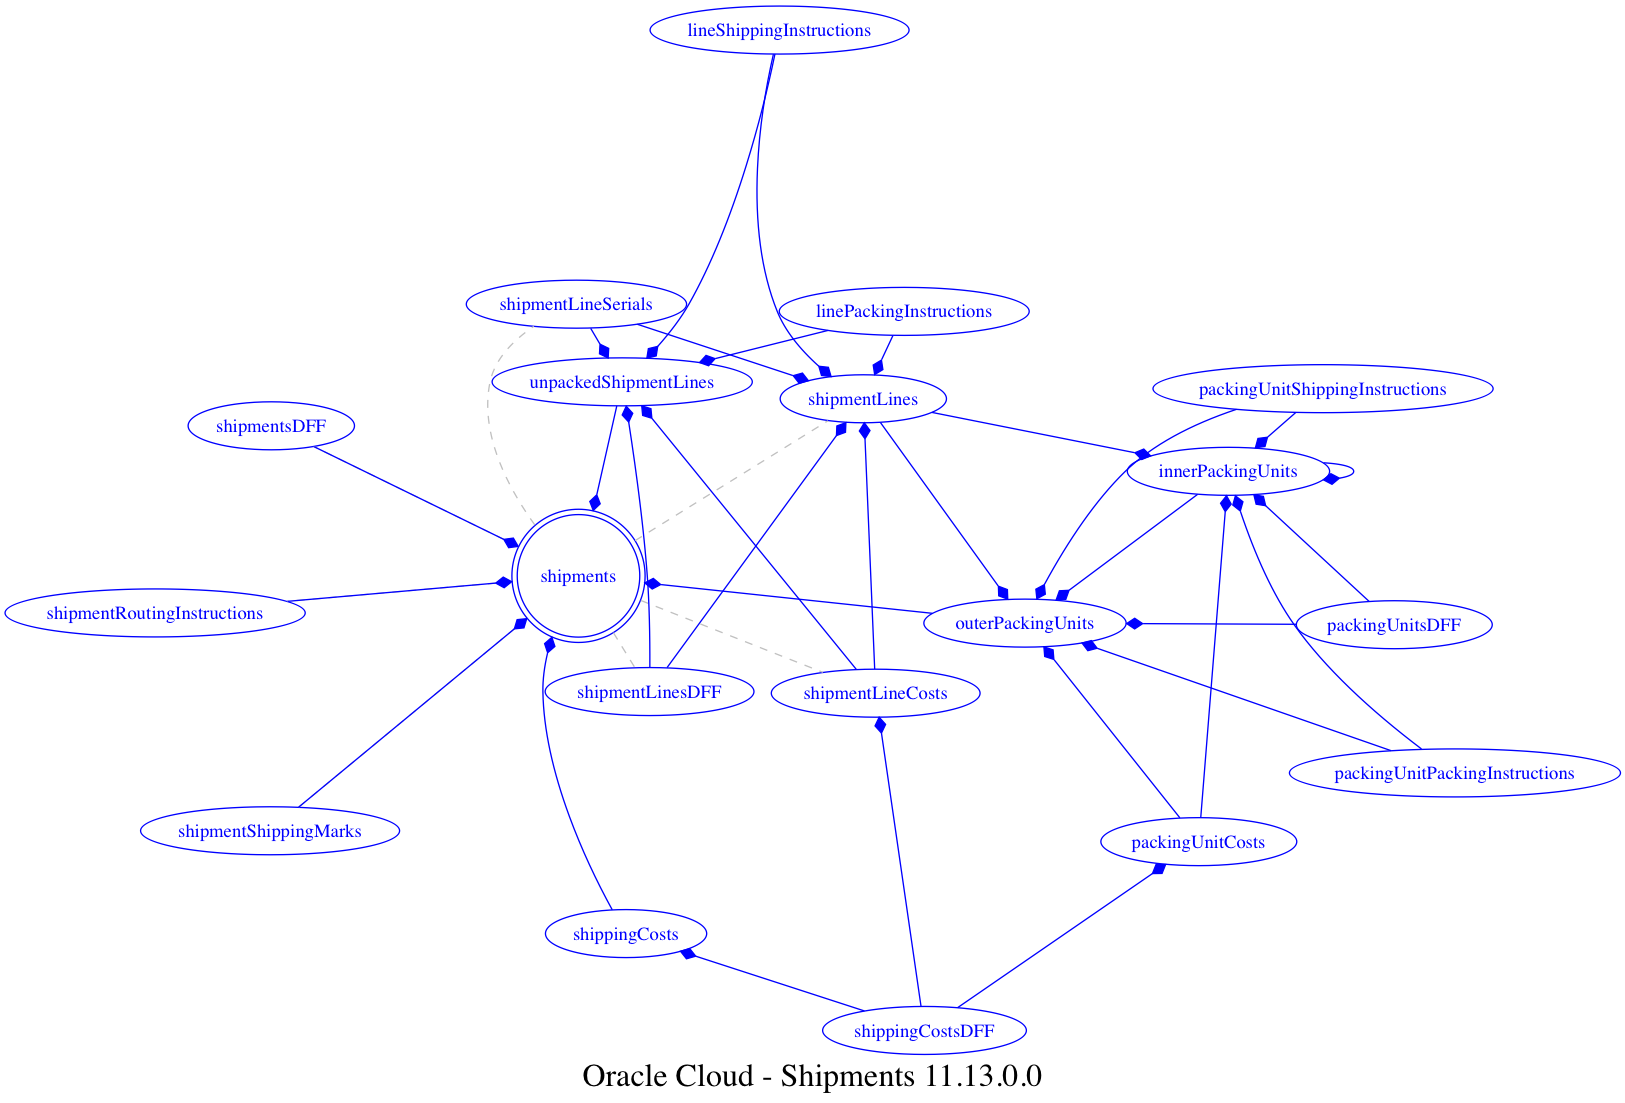 lineShippingInstructions
shipmentLineSerials
linePackingInstructions
unpackedShipmentLines
shipmentLines
packingUnitShippingInstructions
shipmentsDFF
innerPackingUnits
shipments
shipmentRoutingInstructions
outerPackingUnits
packingUnitsDFF
shipmentLinesDFF
shipmentLineCosts
packingUnitPackingInstructions
shipmentShippingMarks
packingUnitCosts
shippingCosts
shippingCostsDFF
Oracle Cloud - Shipments 11.13.0.0